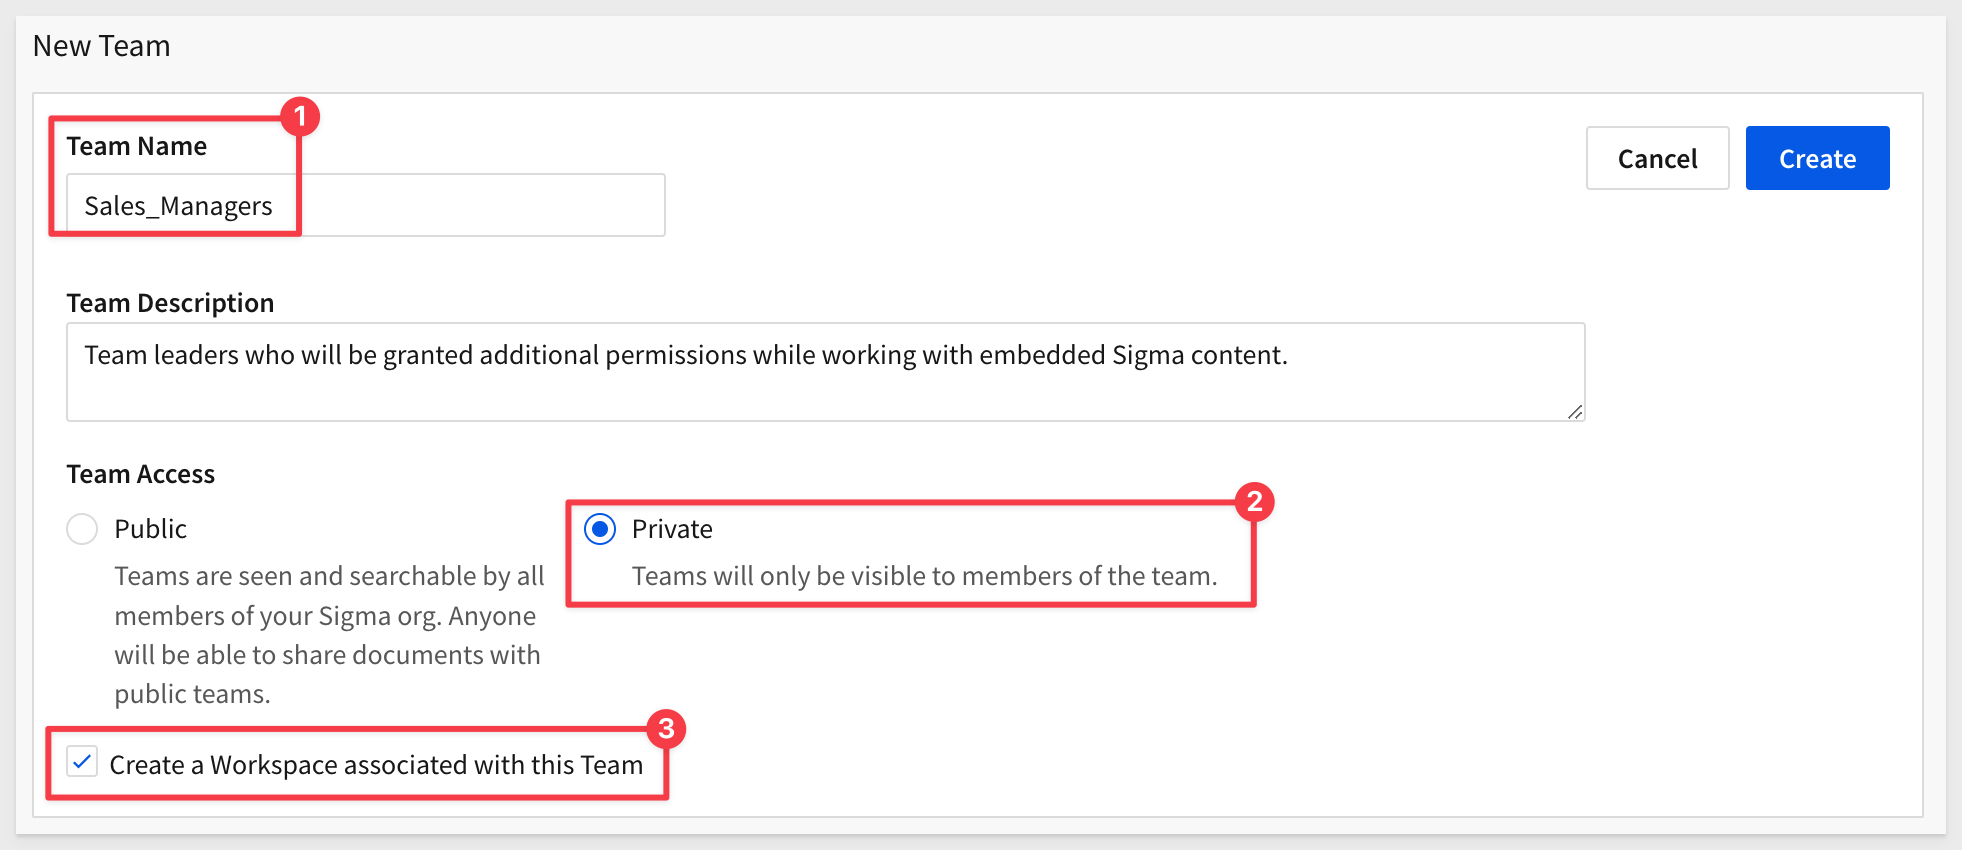 New Team
1
Team Name
Sales_Managers
Cancel
Create
Team Description
Team leaders who will be granted additional permissions while working with embedded Sigma content.
Team Access
Public
Teams are seen and searchable by all
members of your Sigma org. Anyone
will be able to share documents with
public teams.
2
Private
Teams will only be visible to members of the team.
3
Create a Workspace associated with this Team